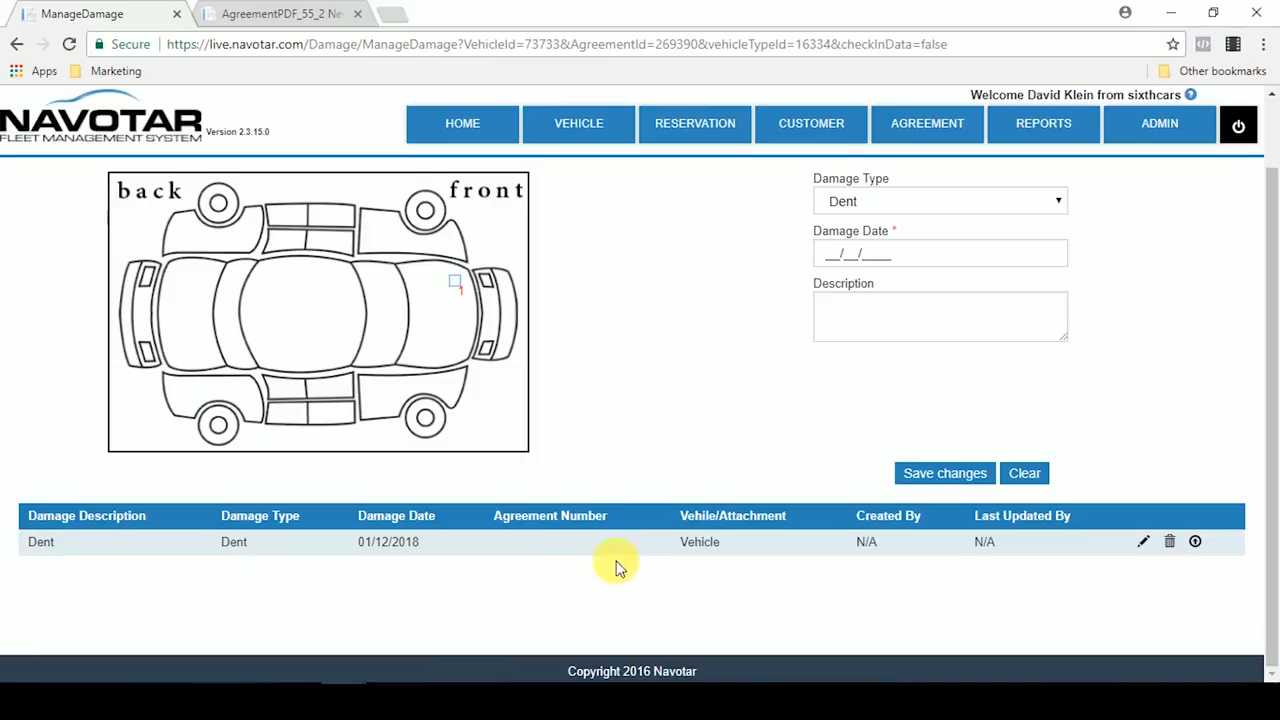 ManageDamage
AgreementPDF_55_2 Ne
Secure
https://live.navotar.com/Damage/ManageDamage?VehicleId=73733&AgreementId=269390&vehicleTypeId=16334&checkInData=false
Apps
Marketing
Other bookmarks
Welcome David Klein from sixthcars ?
NAVOTAR
FLEET MANAGEMENT SYSTEM
Version 2.3.15.0
HOME
VEHICLE
RESERVATION
CUSTOMER
AGREEMENT
REPORTS
ADMIN
back
front
1
Damage Type
Dent
Damage Date *
__/__/____
Description
Save changes
Clear
Damage Description Damage Type Damage Date Agreement Number Vehile/Attachment Created By Last Updated By
Dent Dent 01/12/2018 Vehicle N/A N/A
Copyright 2016 Navotar